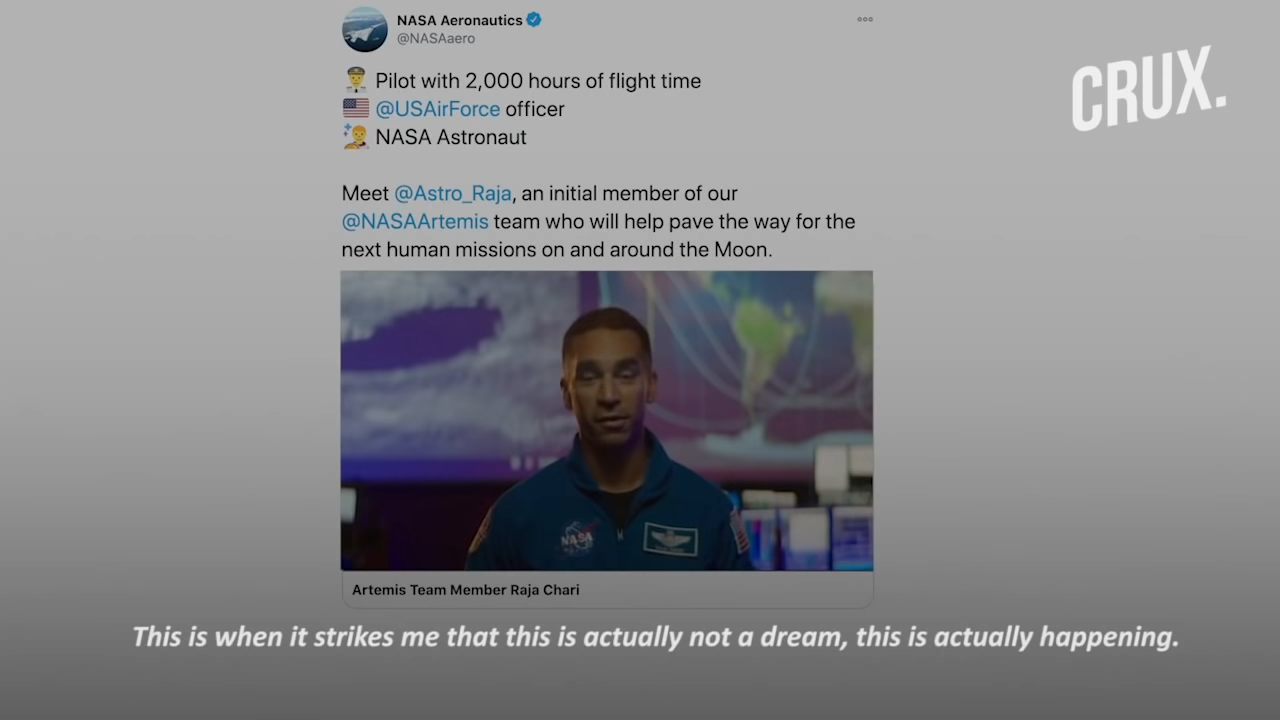 NASA Aeronautics
@NASAaero
CRUX.
Pilot with 2,000 hours of flight time
@USAirForce officer
NASA Astronaut
Meet @Astro_Raja, an initial member of our
@NASAArtemis team who will help pave the way for the
next human missions on and around the Moon.
NASA
Artemis Team Member Raja Chari
This is when it strikes me that this is actually not a dream, this is actually happening.